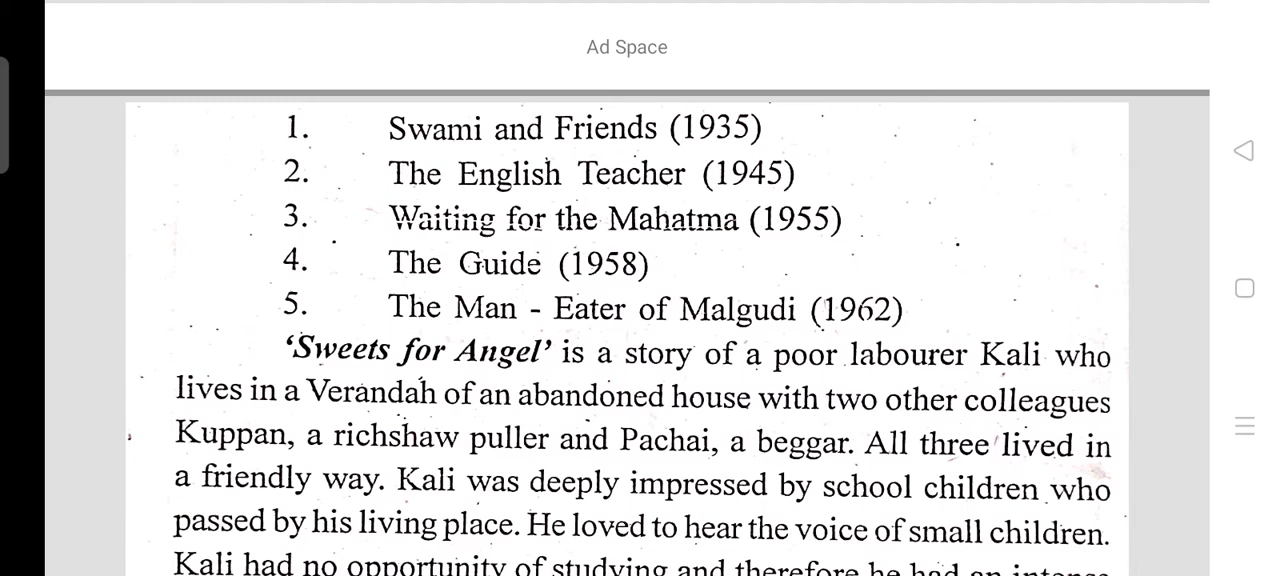 Ad Space
1. Swami and Friends (1935)
2. The English Teacher (1945)
3. Waiting for the Mahatma (1955)
4. The Guide (1958)
5. The Man - Eater of Malgudi (1962)
‘Sweets for Angel’ is a story of a poor labourer Kali who
lives in a Verandah of an abandoned house with two other colleagues
Kuppan, a richshaw puller and Pachai, a beggar. All three lived in
a friendly way. Kali was deeply impressed by school children who
passed by his living place. He loved to hear the voice of small children.
Kali had no opportunity of studying and therefore he had an intense